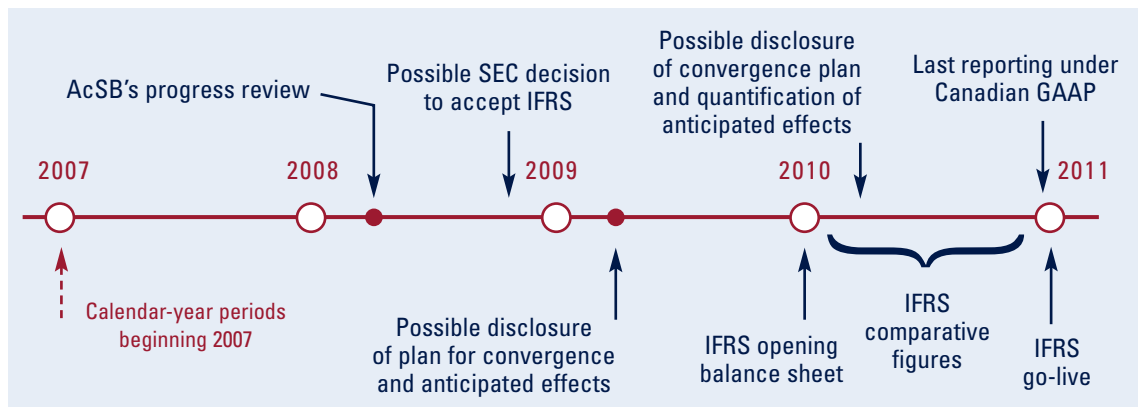 AcSB's progress review
Possible SEC decision
to accept IFRS
Possible disclosure
of convergence plan
and quantification of
anticipated effects
Last reporting under
Canadian GAAP
2007
2008
2009
2010
2011
Calendar-year periods
beginning 2007
Possible disclosure
of plan for convergence
and anticipated effects
IFRS opening
balance sheet
IFRS
comparative
figures
IFRS
go-live